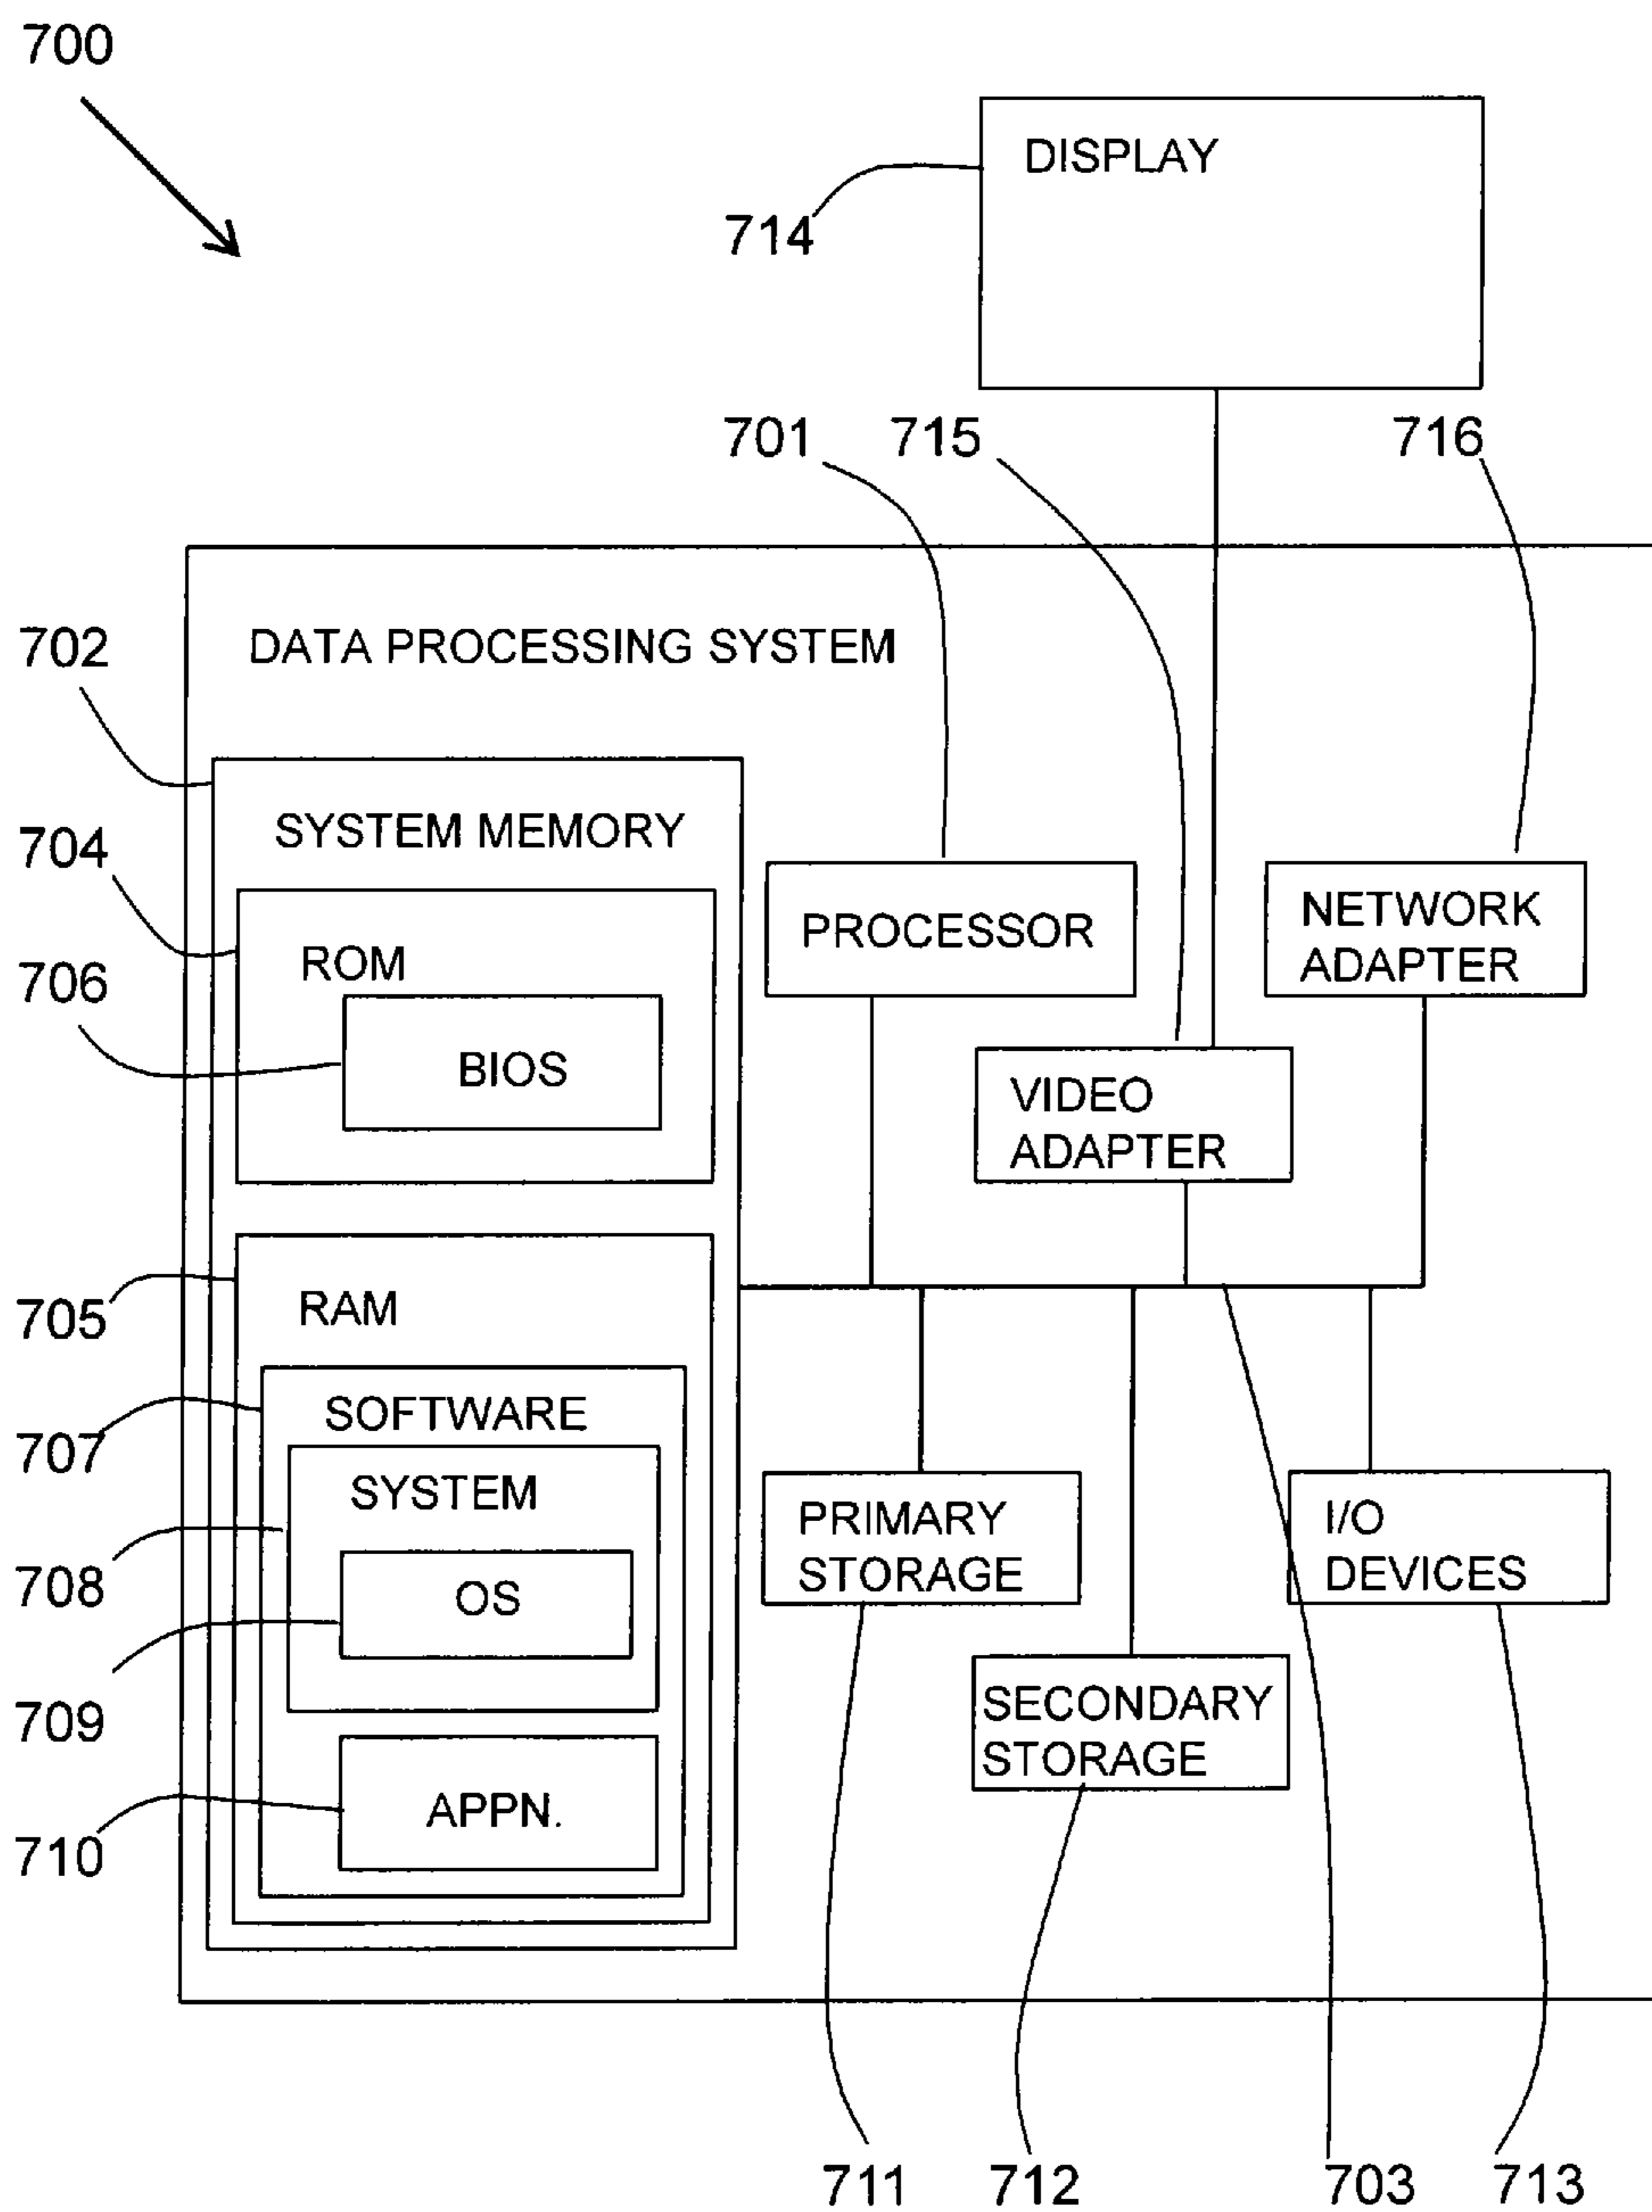 700
DISPLAY
714
701
715
716
702
DATA PROCESSING SYSTEM
SYSTEM MEMORY
704
PROCESSOR
NETWORK
ADAPTER
ROM
706
BIOS
VIDEO
ADAPTER
705
RAM
707
SOFTWARE
SYSTEM
PRIMARY
STORAGE
I/O
DEVICES
708
OS
709
SECONDARY
STORAGE
710
APPN.
711
712
703
713